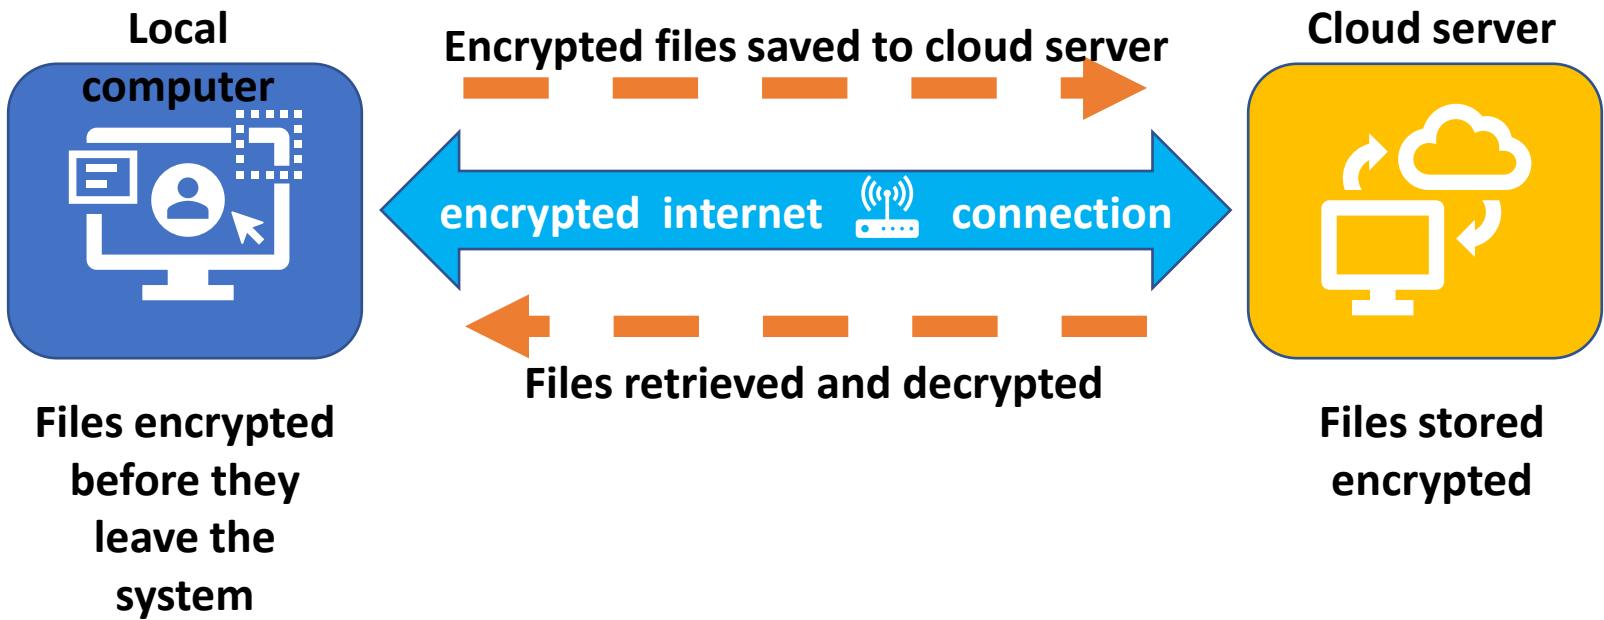 Local
computer
Encrypted files saved to cloud server
Cloud server
encrypted internet connection
Files retrieved and decrypted
Files encrypted
before they
leave the
system
Files stored
encrypted